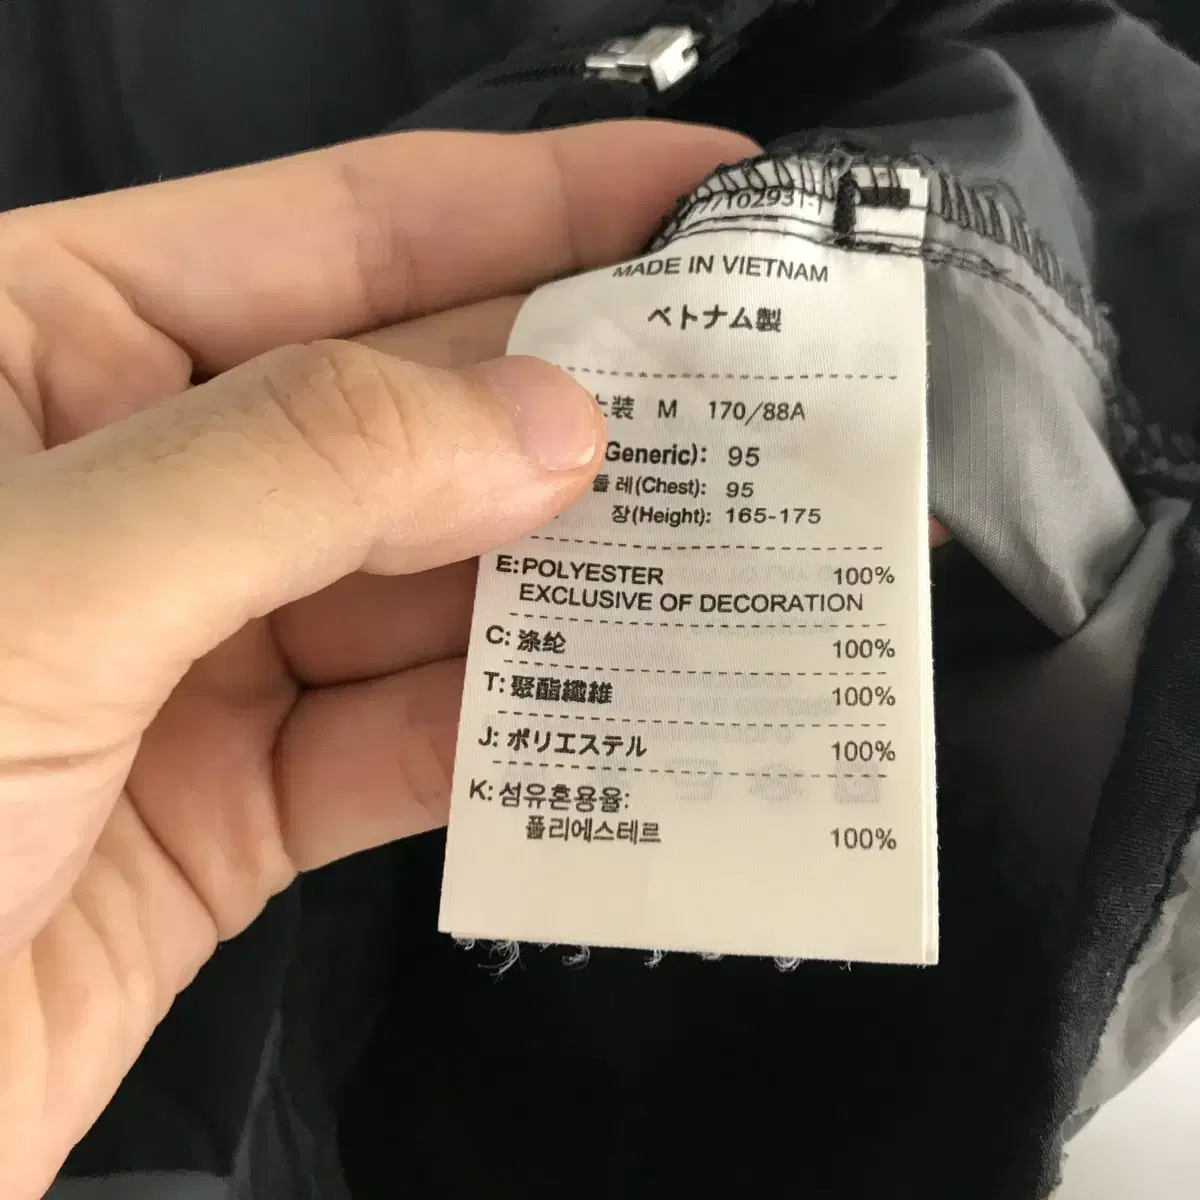 MADE IN VIETNAM
ベトナム製
装 M 170/88A
Generic): 95
레(Chest): 95
장(Height): 165-175
E: POLYESTER 100%
EXCLUSIVE OF DECORATION
C: 涤纶 100%
T: 聚酯纖維 100%
J: ポリエステル 100%
K: 섬유혼용율:
폴리에스테르 100%